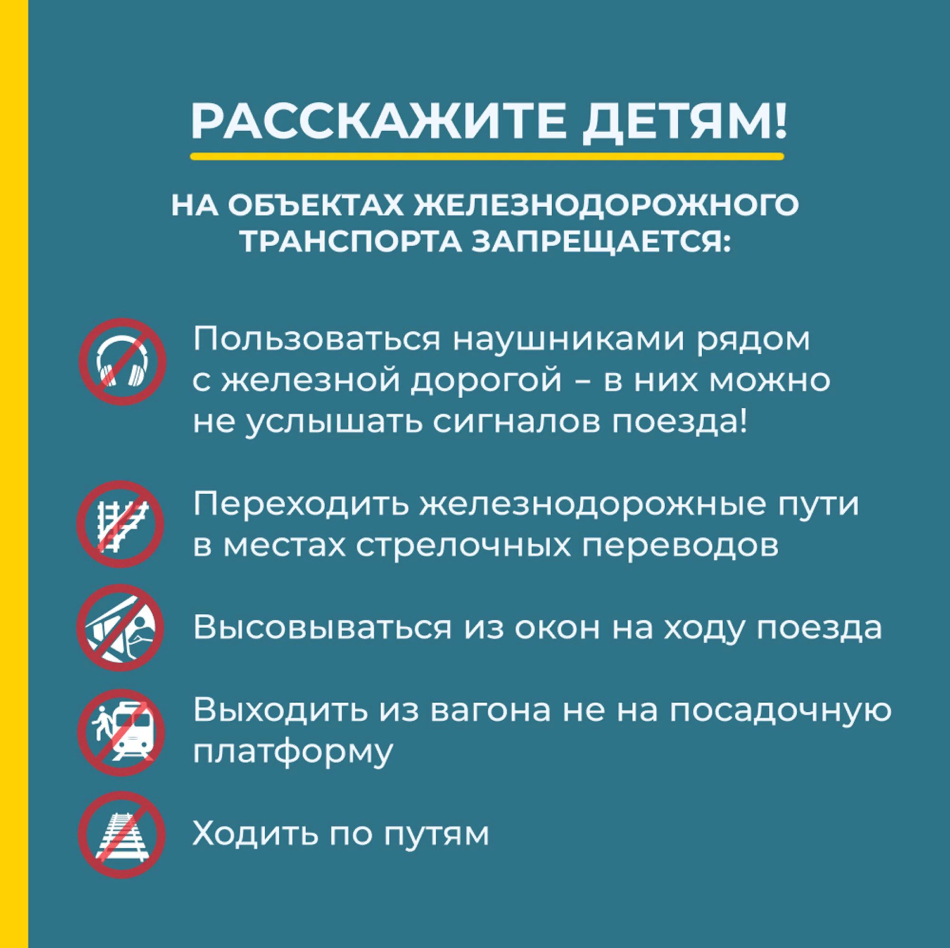 РАССКАЖИТЕ ДЕТЯМ!
НА ОБЪЕКТАХ ЖЕЛЕЗНОДОРОЖНОГО
ТРАНСПОРТА ЗАПРЕЩАЕТСЯ:
Пользоваться наушниками рядом
с железной дорогой – в них можно
не услышать сигналов поезда!
Переходить железнодорожные пути
в местах стрелочных переводов
Высовываться из окон на ходу поезда
Выходить из вагона не на посадочную
платформу
Ходить по путям